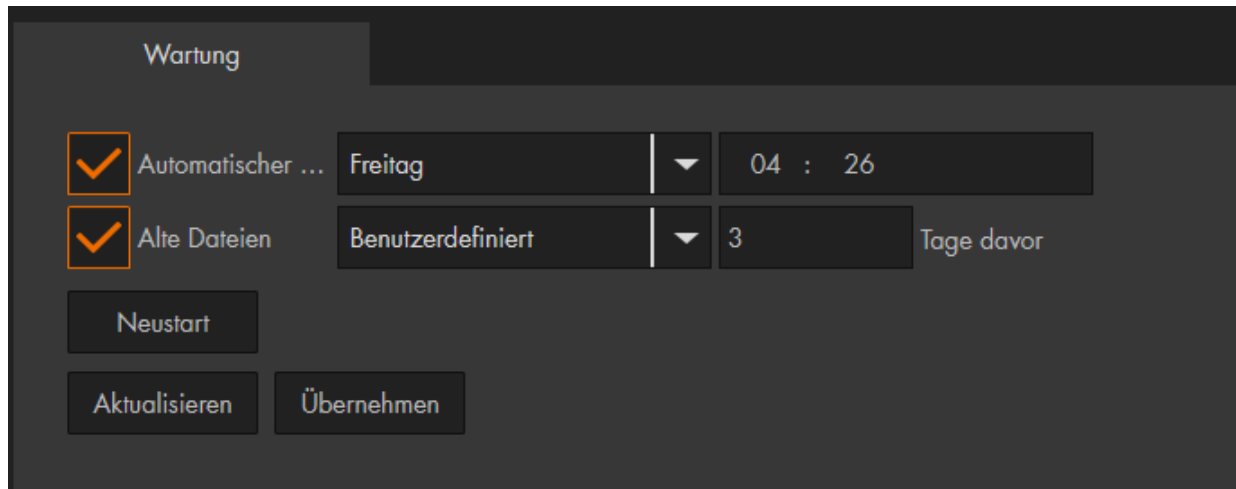 Wartung
Automatischer ... Freitag 04 : 26
Alte Dateien Benutzerdefiniert 3 Tage davor
Neustart
Aktualisieren Übernehmen